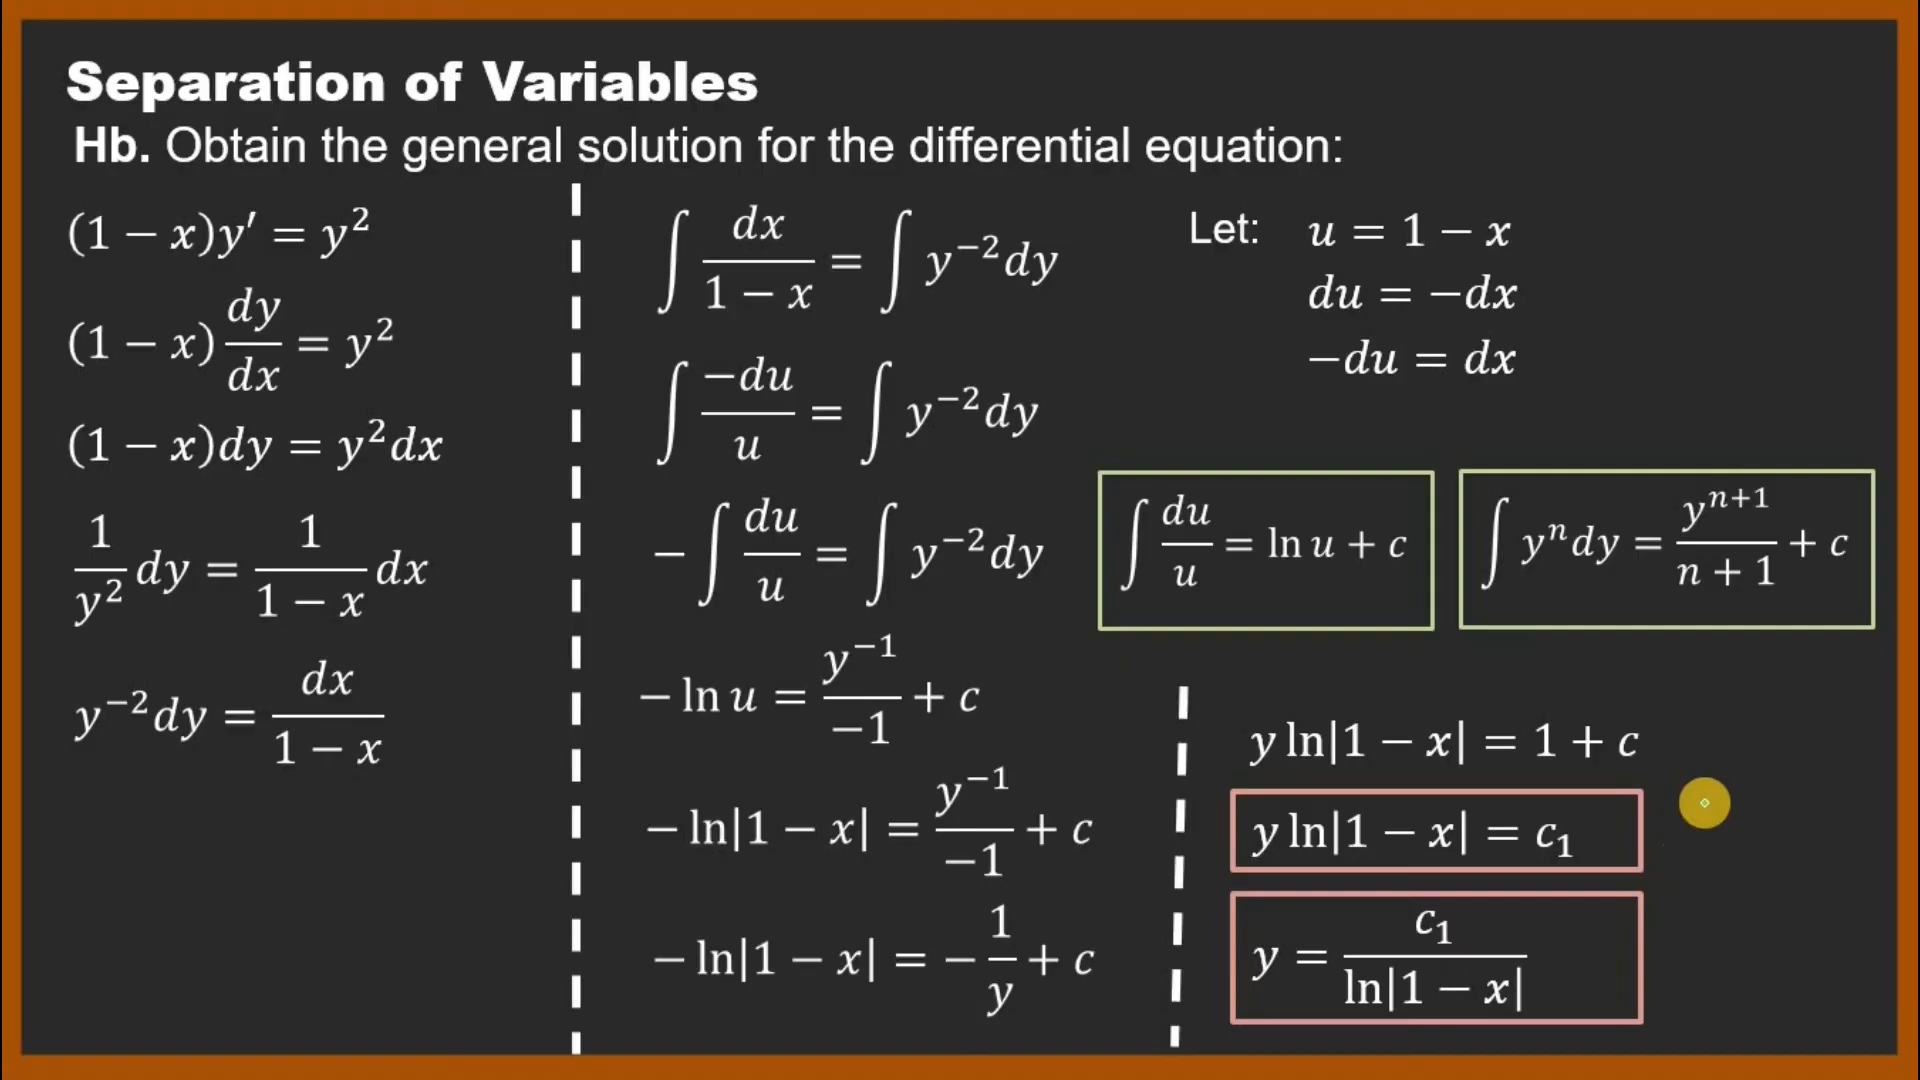 Separation of Variables
Hb. Obtain the general solution for the differential equation:
(1 − x)y′ = y²
(1 − x) dy/dx = y²
(1 − x)dy = y²dx
1/y² dy = 1/(1 − x) dx
y⁻²dy = dx/(1 − x)
∫ dx/(1 − x) = ∫ y⁻²dy
∫ −du/u = ∫ y⁻²dy
− ∫ du/u = ∫ y⁻²dy
− ln u = y⁻¹/−1 + c
− ln|1 − x| = y⁻¹/−1 + c
− ln|1 − x| = − 1/y + c
Let: u = 1 − x
du = −dx
−du = dx
∫ du/u = ln u + c
∫ yⁿdy = yⁿ⁺¹/(n + 1) + c
y ln|1 − x| = 1 + c
y ln|1 − x| = c₁
y = c₁/ln|1 − x|